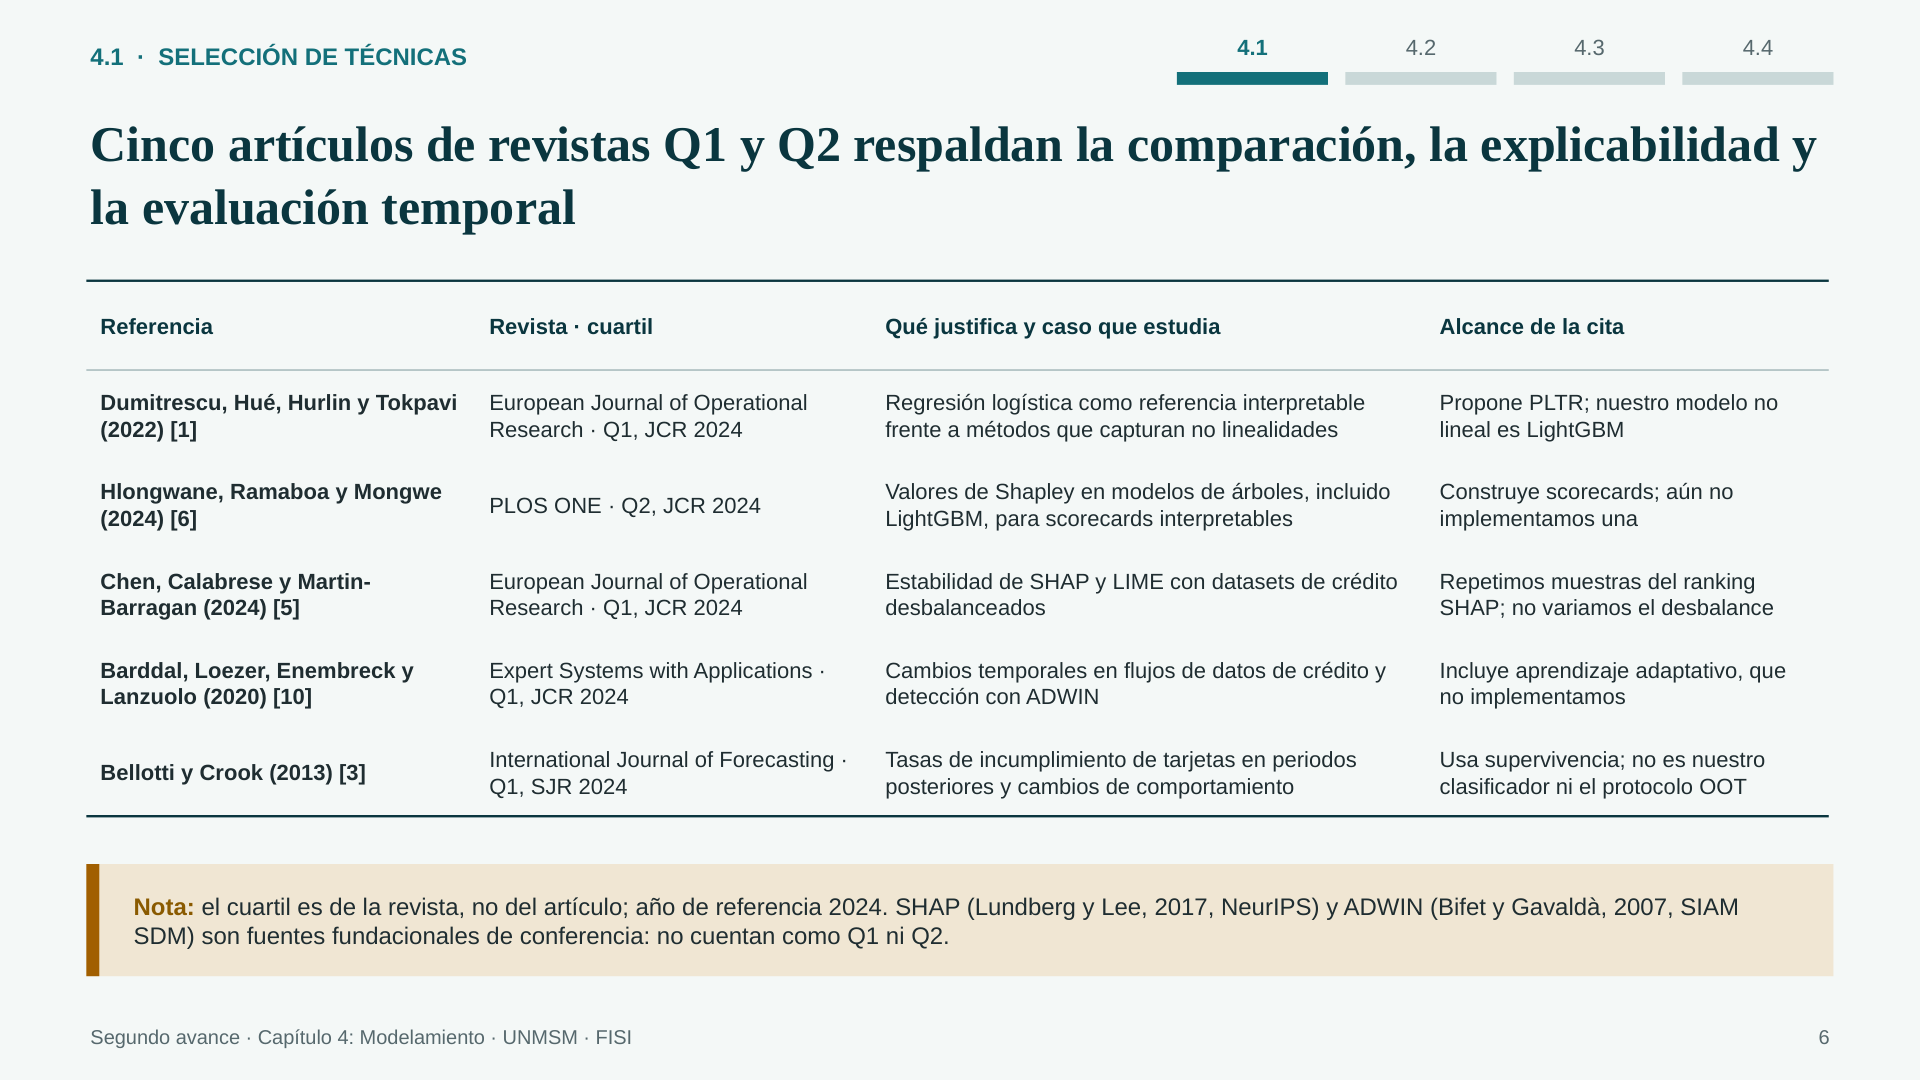 4.1 · SELECCIÓN DE TÉCNICAS
4.1
4.2
4.3
4.4
Cinco artículos de revistas Q1 y Q2 respaldan la comparación, la explicabilidad y
la evaluación temporal
Referencia
Revista · cuartil
Qué justifica y caso que estudia
Alcance de la cita
Dumitrescu, Hué, Hurlin y Tokpavi
(2022) [1]
European Journal of Operational
Research · Q1, JCR 2024
Regresión logística como referencia interpretable
frente a métodos que capturan no linealidades
Propone PLTR; nuestro modelo no
lineal es LightGBM
Hlongwane, Ramaboa y Mongwe
(2024) [6]
PLOS ONE · Q2, JCR 2024
Valores de Shapley en modelos de árboles, incluido
LightGBM, para scorecards interpretables
Construye scorecards; aún no
implementamos una
Chen, Calabrese y Martin-
Barragan (2024) [5]
European Journal of Operational
Research · Q1, JCR 2024
Estabilidad de SHAP y LIME con datasets de crédito
desbalanceados
Repetimos muestras del ranking
SHAP; no variamos el desbalance
Barddal, Loezer, Enembreck y
Lanzuolo (2020) [10]
Expert Systems with Applications ·
Q1, JCR 2024
Cambios temporales en flujos de datos de crédito y
detección con ADWIN
Incluye aprendizaje adaptativo, que
no implementamos
Bellotti y Crook (2013) [3]
International Journal of Forecasting ·
Q1, SJR 2024
Tasas de incumplimiento de tarjetas en periodos
posteriores y cambios de comportamiento
Usa supervivencia; no es nuestro
clasificador ni el protocolo OOT
Nota: el cuartil es de la revista, no del artículo; año de referencia 2024. SHAP (Lundberg y Lee, 2017, NeurIPS) y ADWIN (Bifet y Gavaldà, 2007, SIAM
SDM) son fuentes fundacionales de conferencia: no cuentan como Q1 ni Q2.
Segundo avance · Capítulo 4: Modelamiento · UNMSM · FISI
6